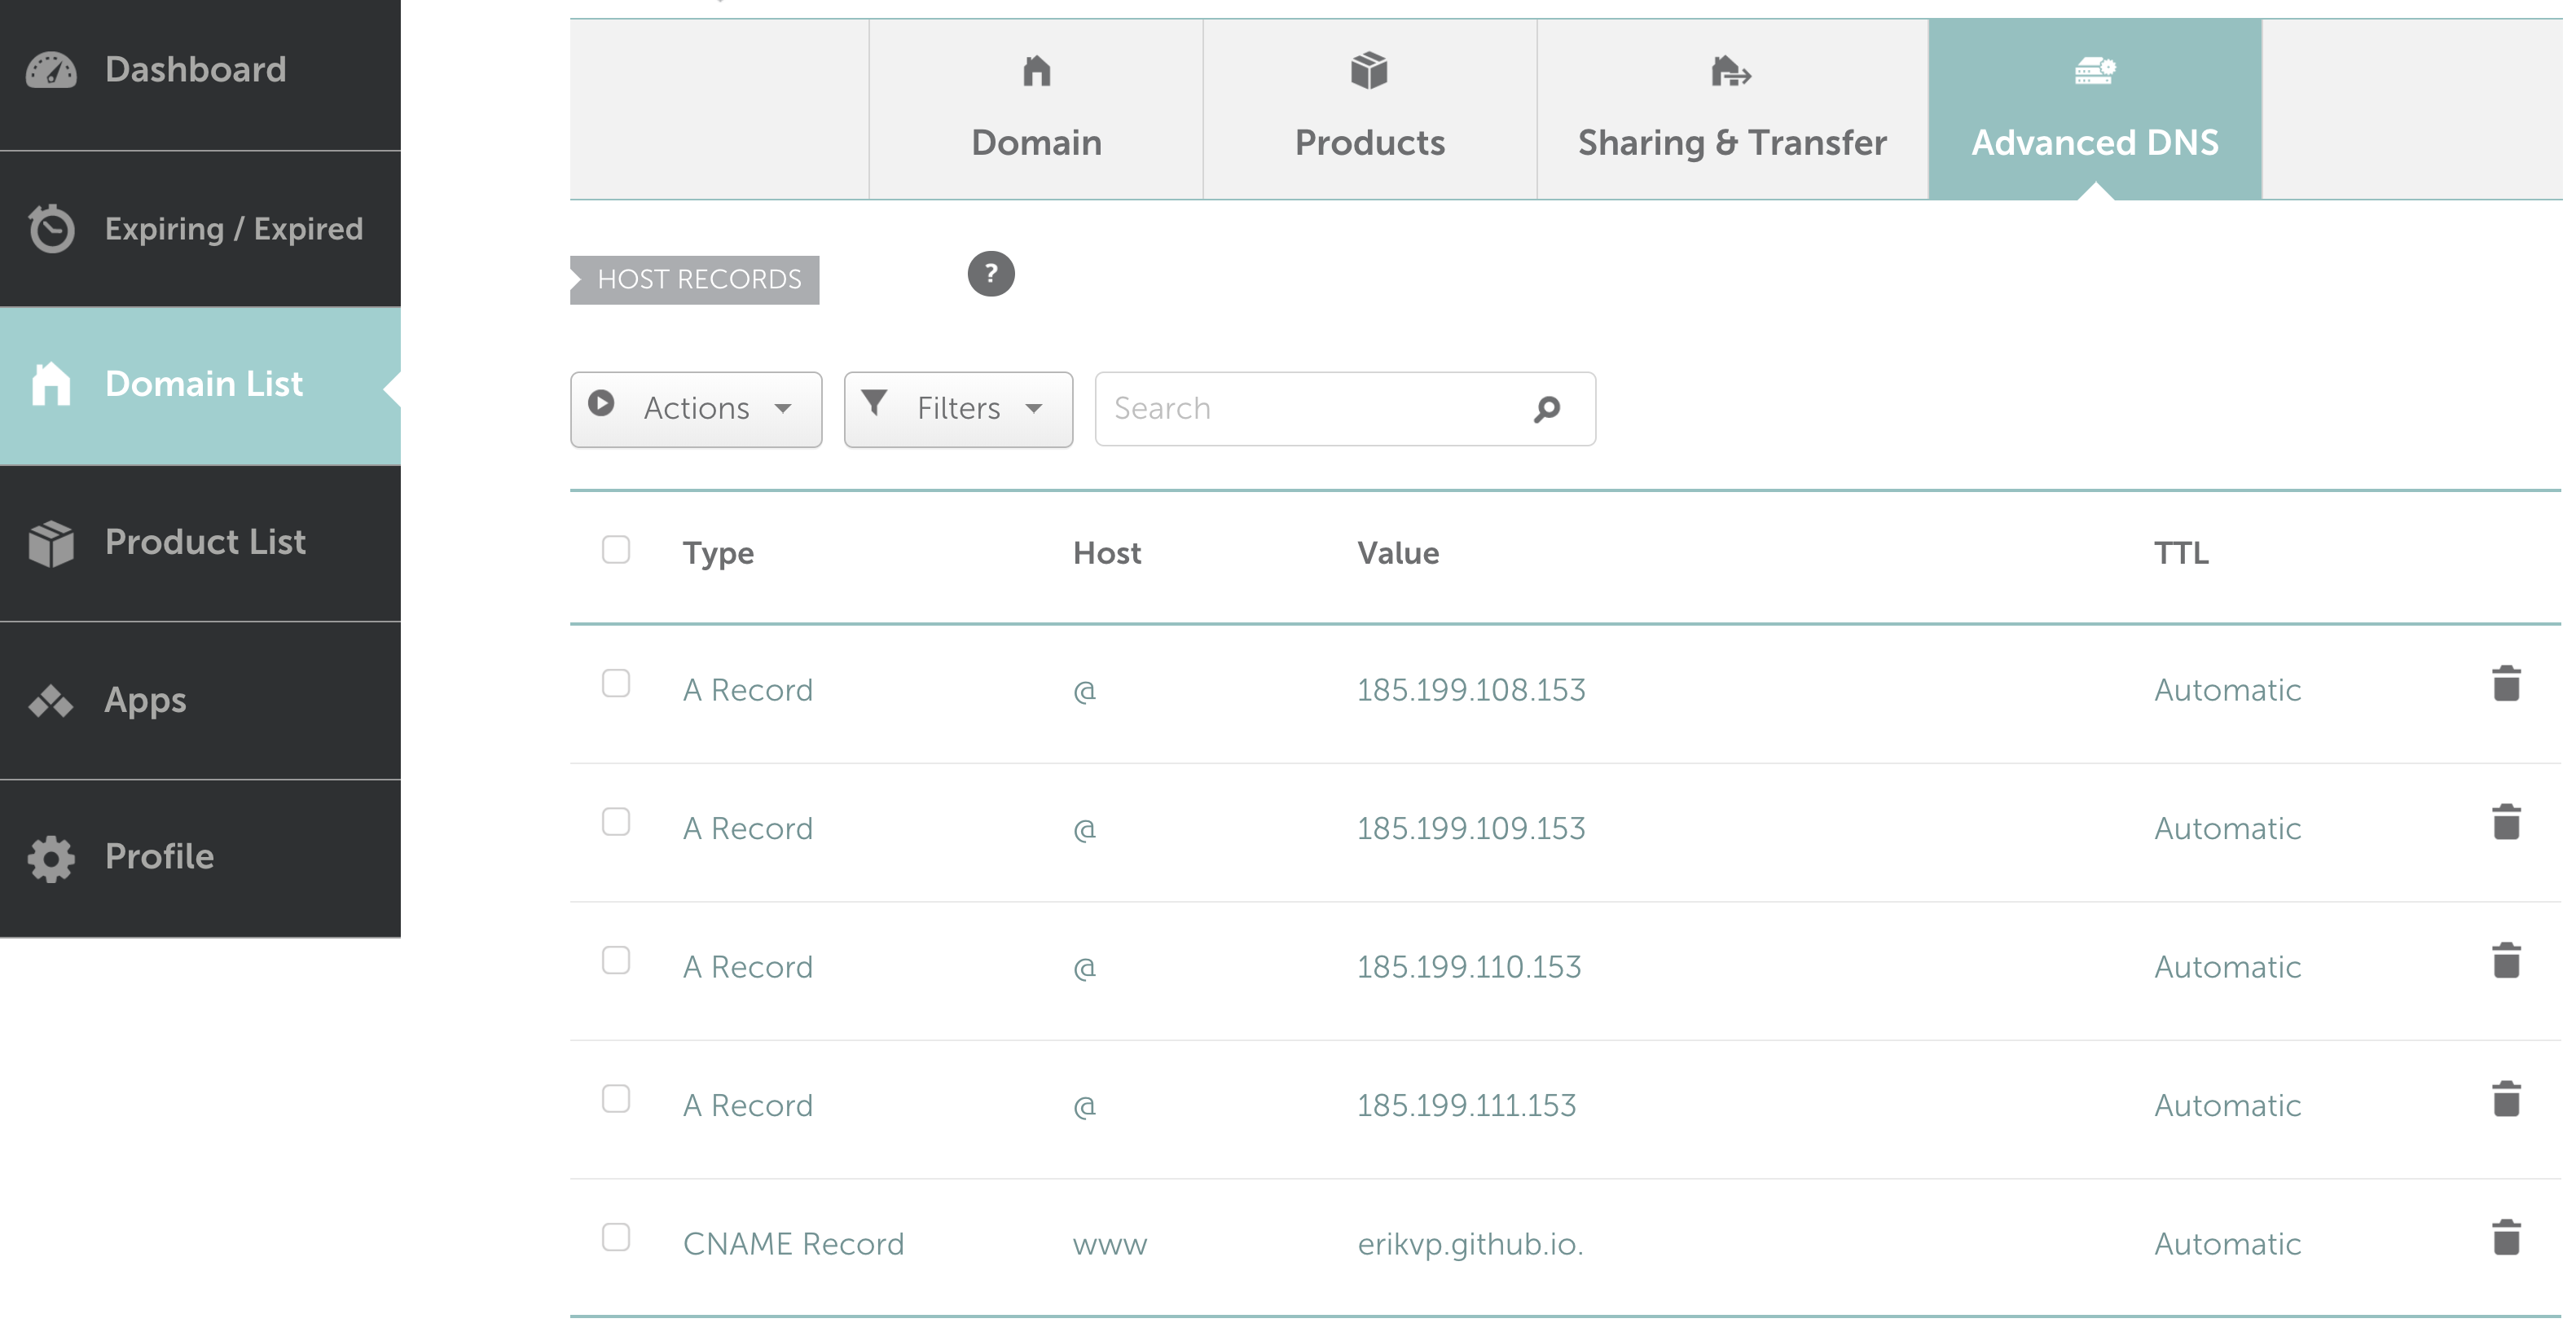 Dashboard
Expiring / Expired
Domain List
Product List
Apps
Profile
Domain Products Sharing & Transfer Advanced DNS
HOST RECORDS ?
Actions Filters Search
Type Host Value TTL
A Record @ 185.199.108.153 Automatic
A Record @ 185.199.109.153 Automatic
A Record @ 185.199.110.153 Automatic
A Record @ 185.199.111.153 Automatic
CNAME Record www erikvp.github.io. Automatic